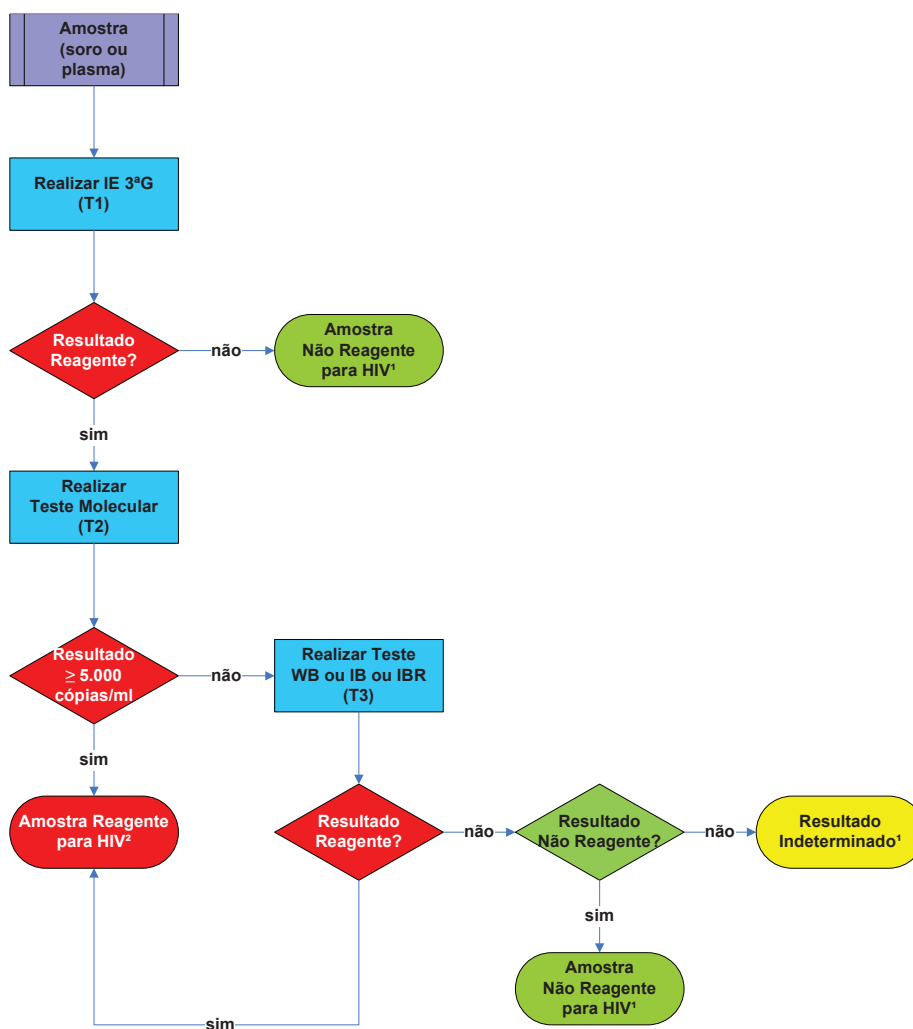 Amostra
(soro ou
plasma)
Realizar IE 3ªG
(T1)
Resultado
Reagente?
não
Amostra
Não Reagente
para HIV¹
sim
Realizar
Teste Molecular
(T2)
Resultado
≥ 5.000
cópias/ml
não
Realizar Teste
WB ou IB ou IBR
(T3)
sim
Amostra Reagente
para HIV²
Resultado
Reagente?
não
Resultado
Não Reagente?
não
Resultado
Indeterminado¹
sim
Amostra
Não Reagente
para HIV¹
sim